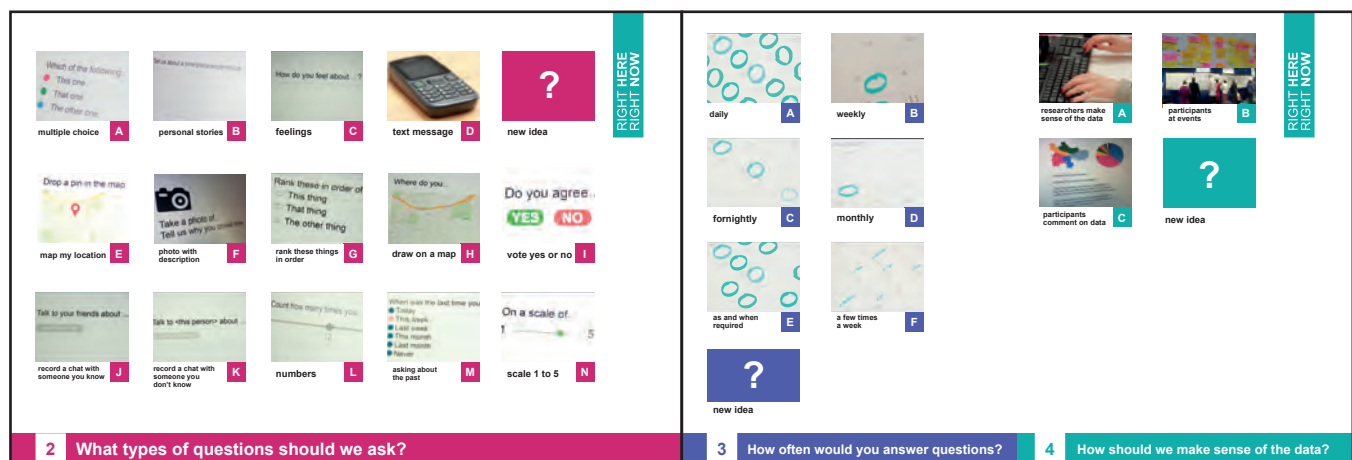 RIGHT HERE
RIGHT NOW
Which of the following...
This one
That one
The other one
multiple choice
A
personal stories
B
How do you feel about ... ?
feelings
C
text message
D
?
new idea
Drop a pin in the map
map my location
E
Take a photo of..
Tell us why you
photo with
description
F
Rank these in order of
This thing
That thing
The other thing
rank these things
in order
G
Where do you...
draw on a map
H
Do you agree..
YES NO
vote yes or no
I
Talk to your friends about ...
record a chat with
someone you know
J
Talk to <this person> about ...
record a chat with
someone you
don't know
K
Count how many times you
12
numbers
L
When was the last time you
Today
This week
Last week
This month
Last month
Never
asking about
the past
M
On a scale of..
1 5
scale 1 to 5
N
2 What types of questions should we ask?
RIGHT HERE
RIGHT NOW
daily
A
weekly
B
fornightly
C
monthly
D
as and when
required
E
a few times
a week
F
?
new idea
3 How often would you answer questions?
researchers make
sense of the data
A
participants
at events
B
participants
comment on data
C
?
new idea
4 How should we make sense of the data?